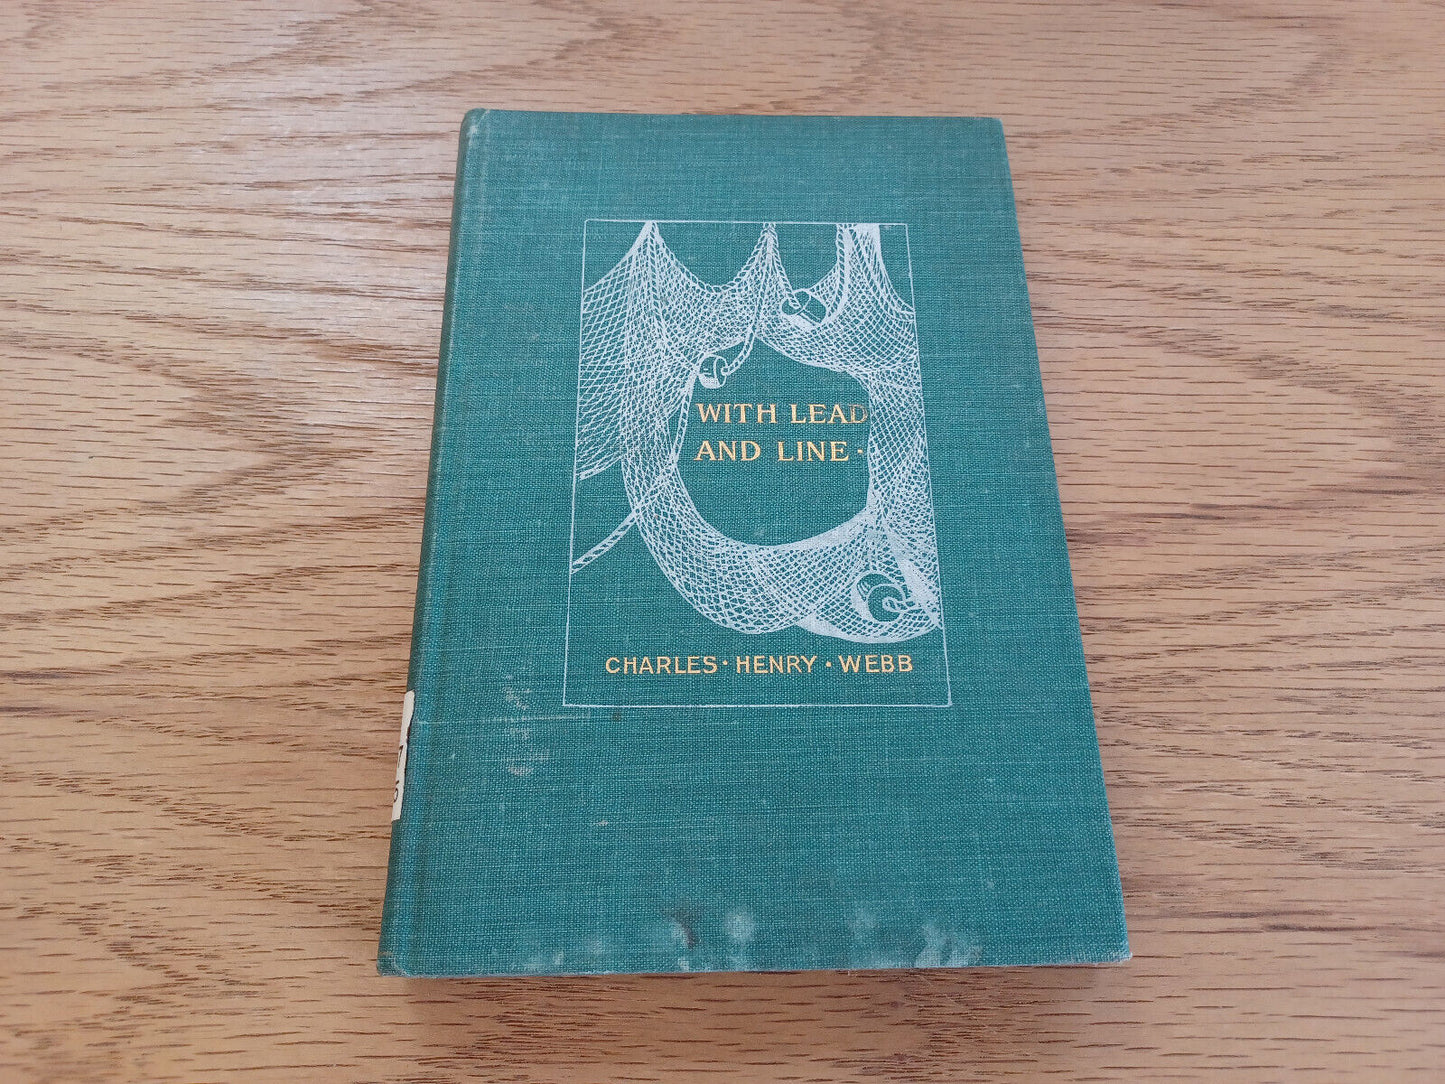 WITH LEAD
AND LINE ·
CHARLES · HENRY · WEBB